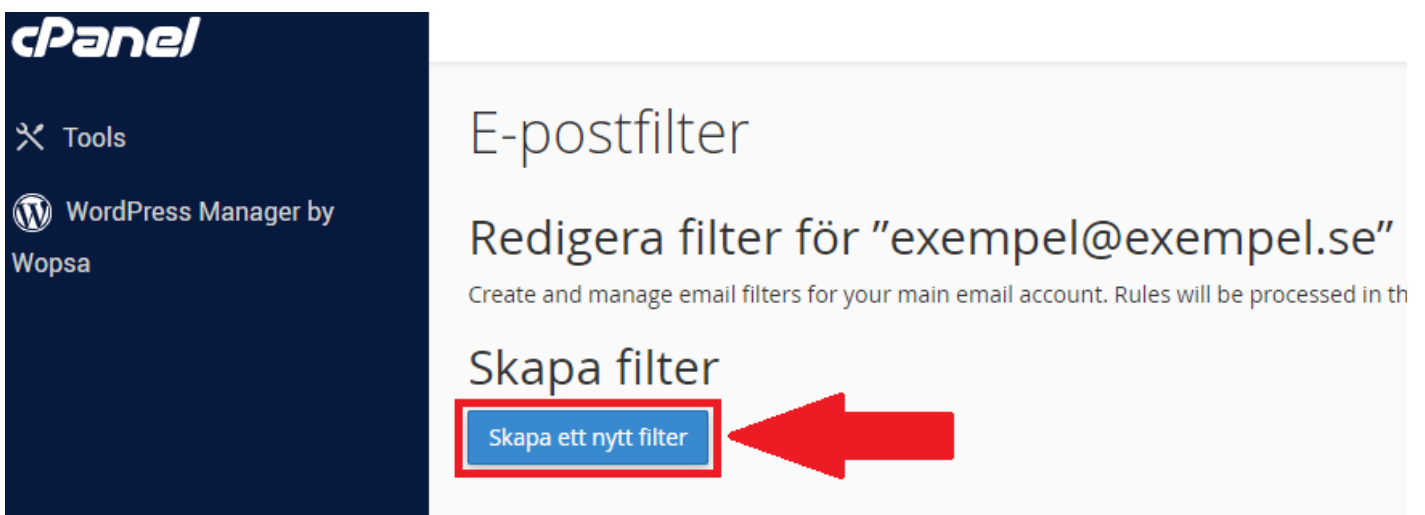 cPanel
Tools
WordPress Manager by
Wopsa
E-postfilter
Redigera filter för ”exempel@exempel.se”
Create and manage email filters for your main email account. Rules will be processed in th
Skapa filter
Skapa ett nytt filter